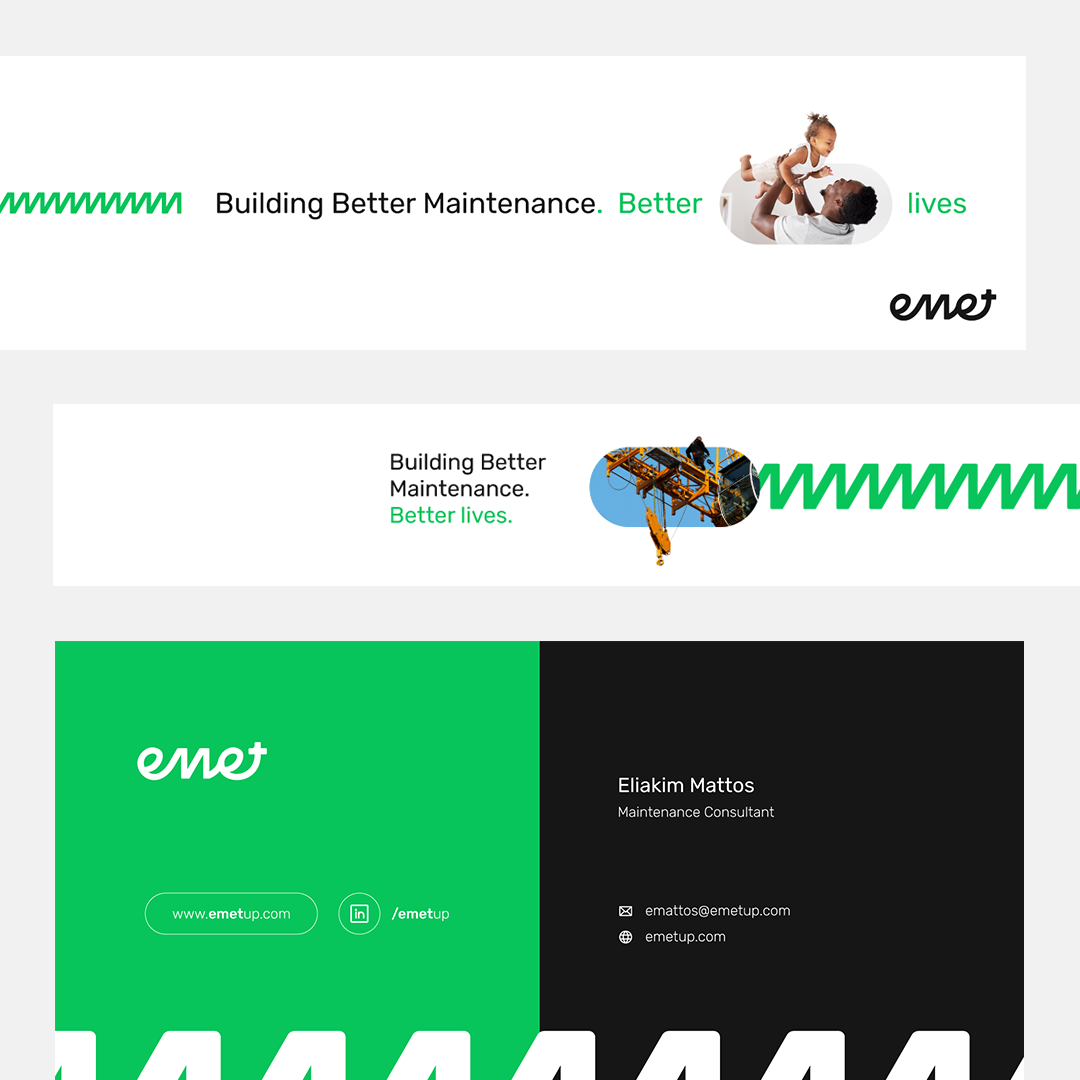 Building Better Maintenance. Better lives
emet
Building Better
Maintenance.
Better lives.
emet
www.emetup.com
in /emetup
Eliakim Mattos
Maintenance Consultant
emattos@emetup.com
emetup.com